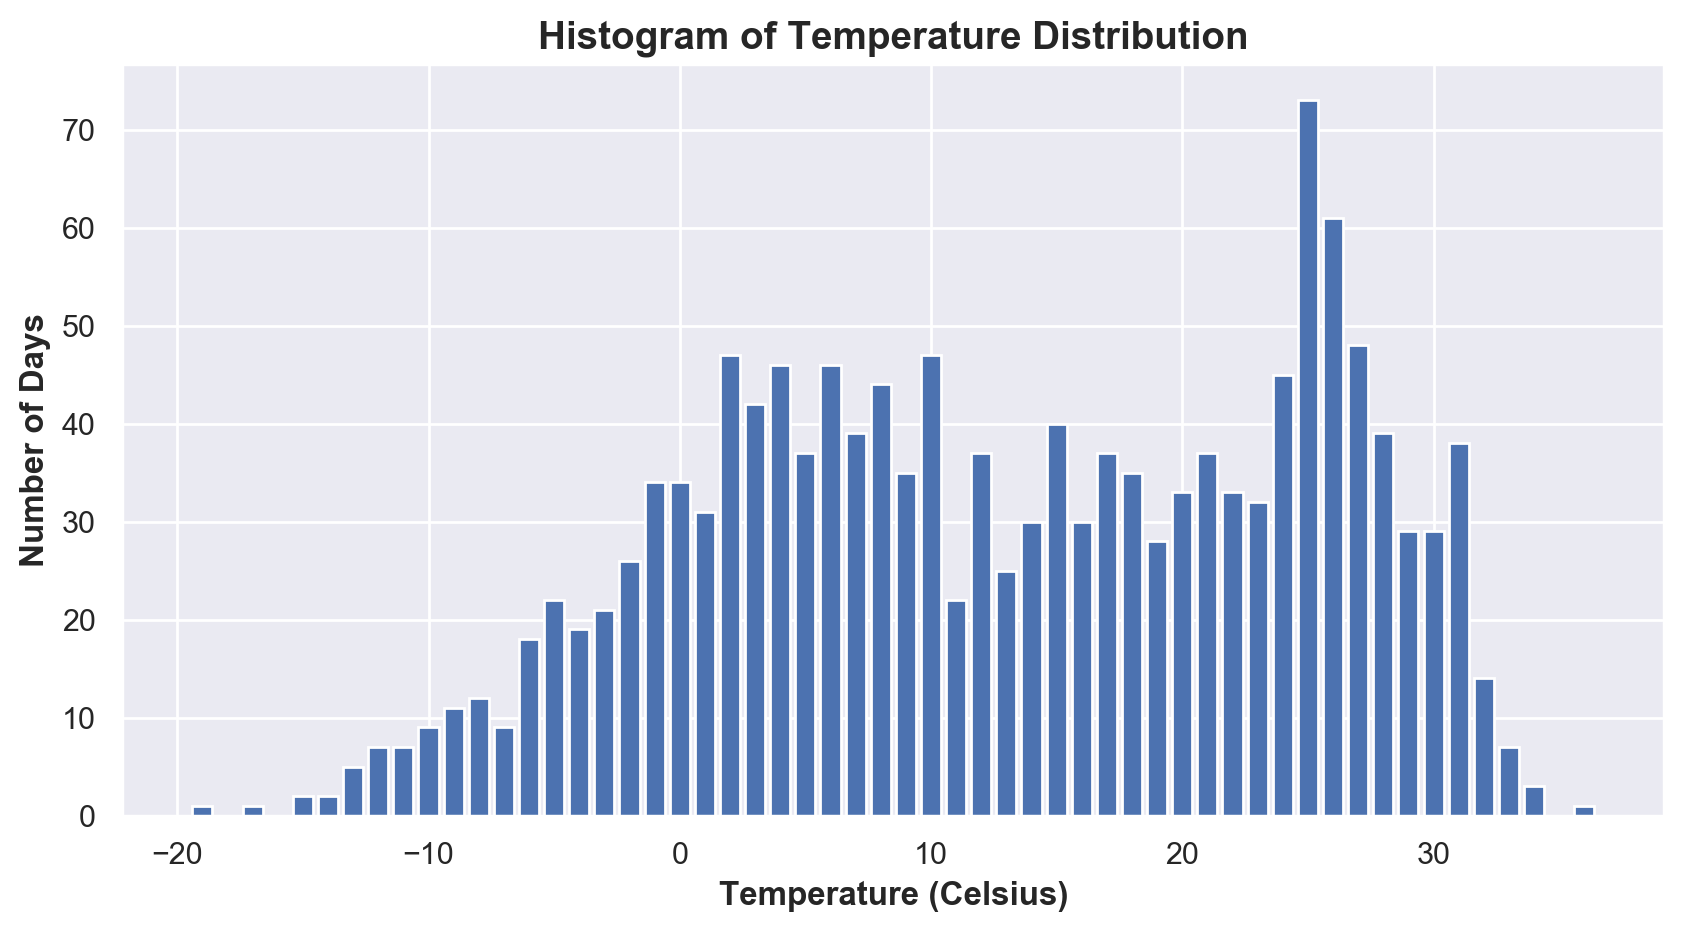 Histogram of Temperature Distribution
Number of Days
70
60
50
40
30
20
10
0
−20 −10 0 10 20 30
Temperature (Celsius)